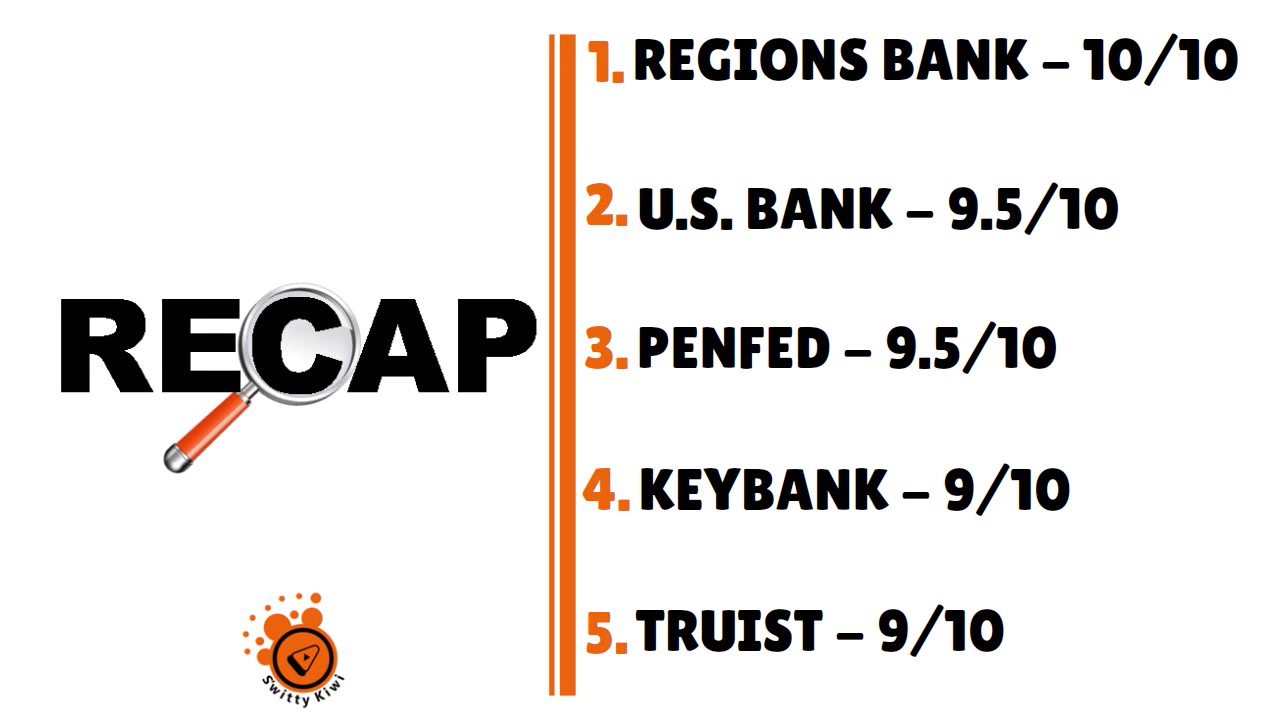 RECAP
1. REGIONS BANK – 10/10
2. U.S. BANK – 9.5/10
3. PENFED – 9.5/10
4. KEYBANK – 9/10
5. TRUIST – 9/10
Switty Kiwi